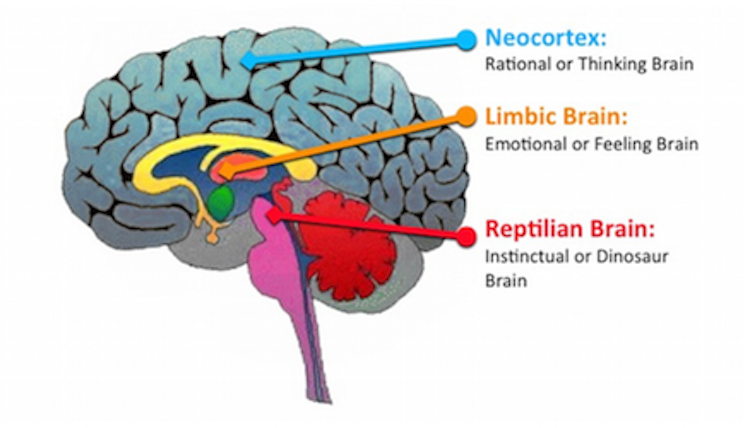 Neocortex:
Rational or Thinking Brain
Limbic Brain:
Emotional or Feeling Brain
Reptilian Brain:
Instinctual or Dinosaur
Brain